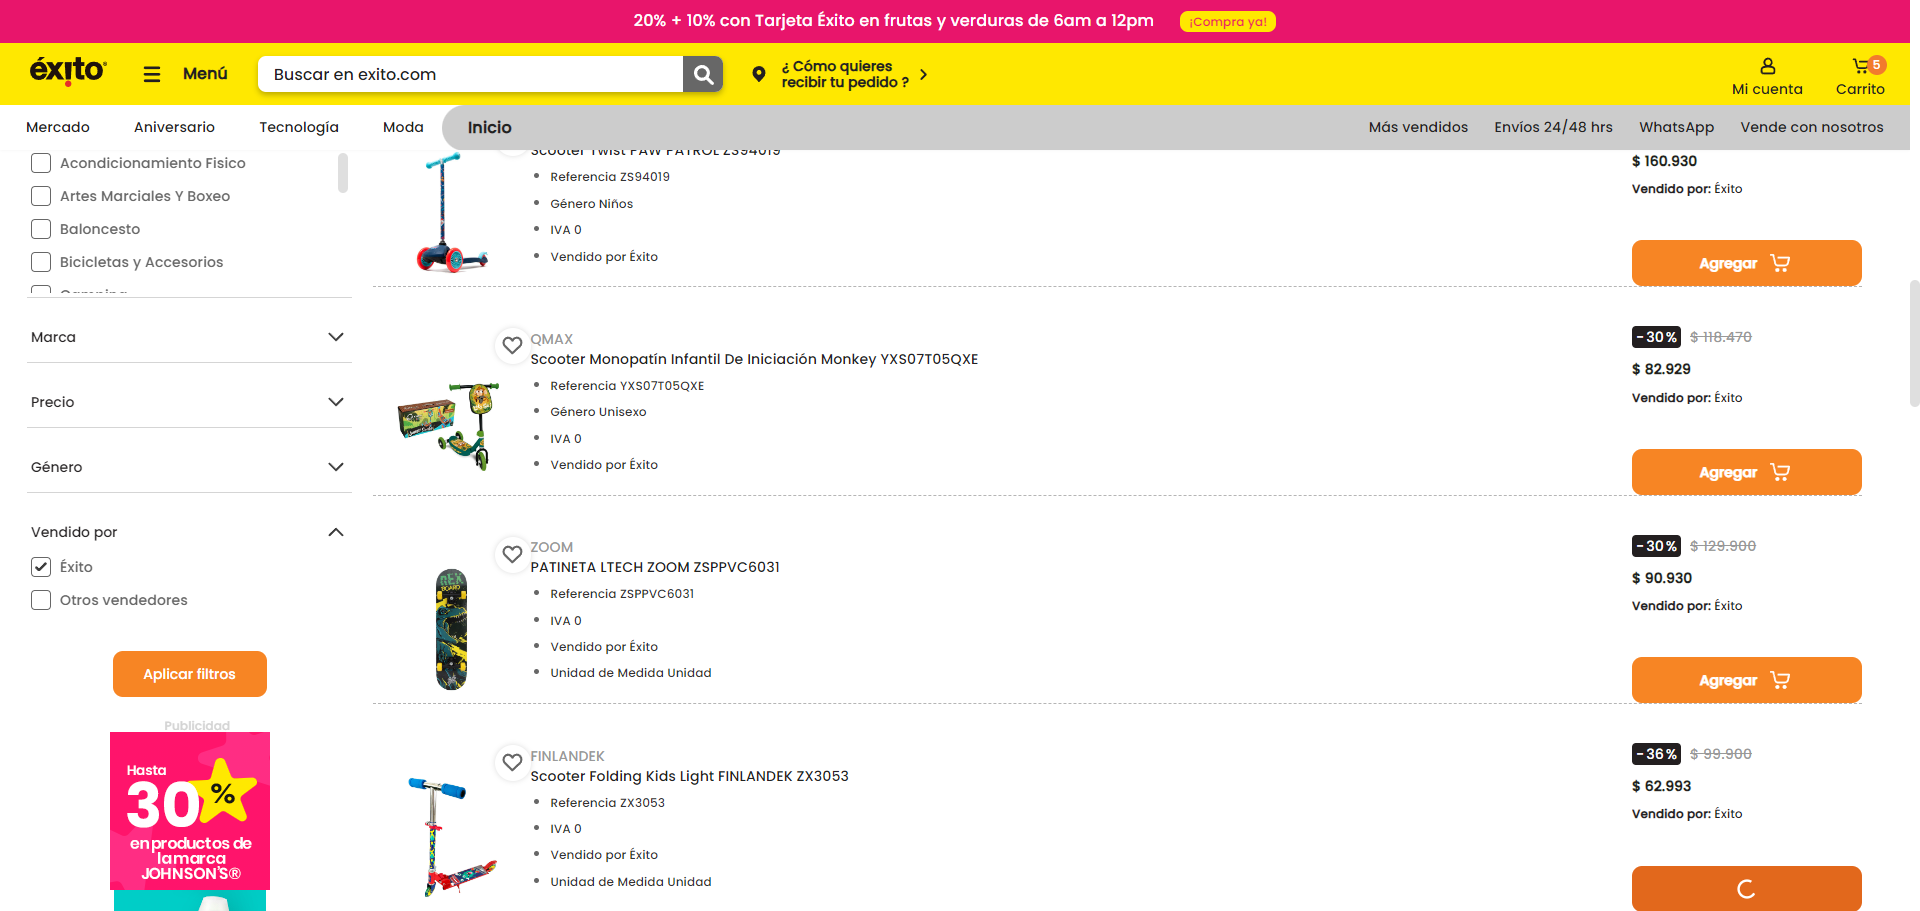 20% + 10% con Tarjeta Éxito en frutas y verduras de 6am a 12pm
¡Compra ya!
éxito
Menú
Buscar en exito.com
¿ Cómo quieres
recibir tu pedido ?
Mi cuenta
5
Carrito
Mercado
Aniversario
Tecnología
Moda
Inicio
Más vendidos
Envíos 24/48 hrs
WhatsApp
Vende con nosotros
Acondicionamiento Fisico
Artes Marciales Y Boxeo
Baloncesto
Bicicletas y Accesorios
Camping
Marca
Precio
Género
Vendido por
Éxito
Otros vendedores
Aplicar filtros
Publicidad
Hasta
30%
en productos de
la marca
JOHNSON'S®
Scooter Twist PAW PATROL ZS94019
Referencia ZS94019
Género Niños
IVA 0
Vendido por Éxito
$ 160.930
Vendido por: Éxito
Agregar
QMAX
Scooter Monopatín Infantil De Iniciación Monkey YXS07T05QXE
Referencia YXS07T05QXE
Género Unisexo
IVA 0
Vendido por Éxito
-30% $ 118.470
$ 82.929
Vendido por: Éxito
Agregar
ZOOM
PATINETA LTECH ZOOM ZSPPVC6031
Referencia ZSPPVC6031
IVA 0
Vendido por Éxito
Unidad de Medida Unidad
-30% $ 129.900
$ 90.930
Vendido por: Éxito
Agregar
FINLANDEK
Scooter Folding Kids Light FINLANDEK ZX3053
Referencia ZX3053
IVA 0
Vendido por Éxito
Unidad de Medida Unidad
-36% $ 99.900
$ 62.993
Vendido por: Éxito